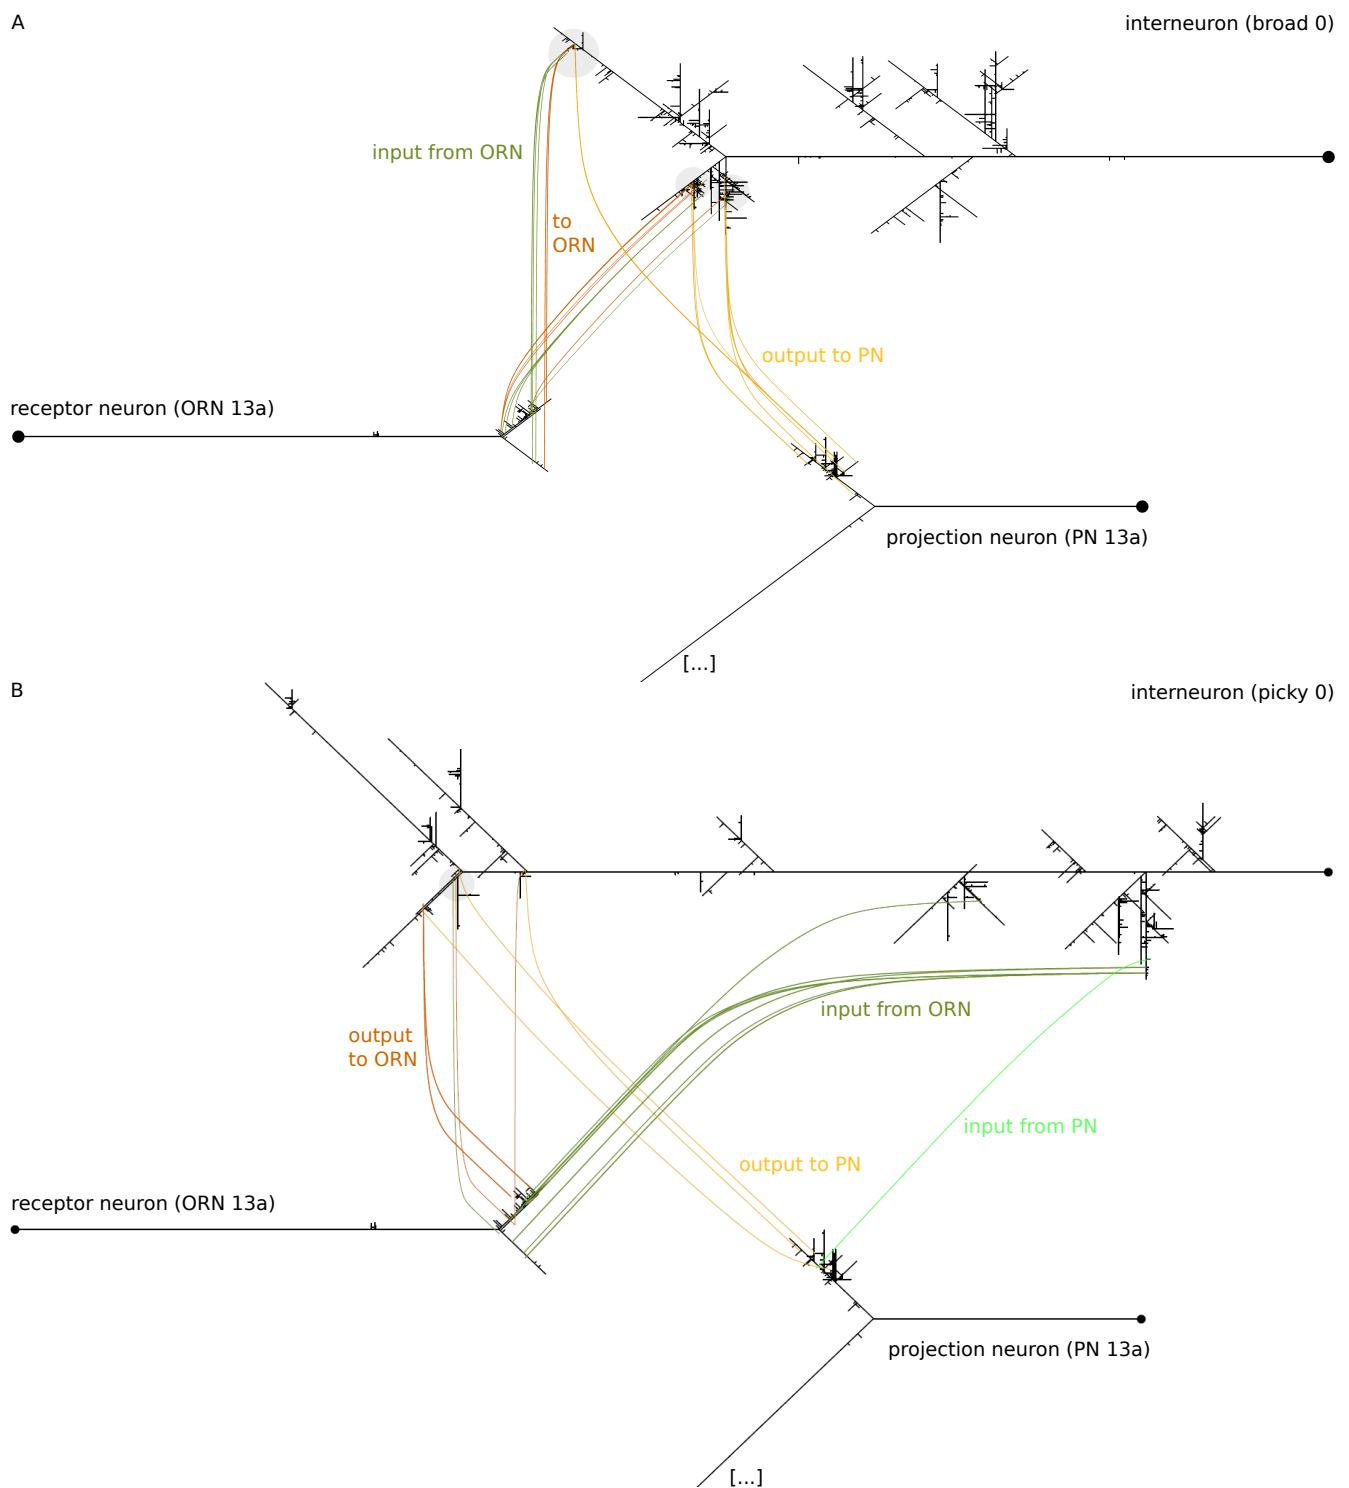 A
interneuron (broad 0)
input from ORN
to
ORN
output to PN
receptor neuron (ORN 13a)
projection neuron (PN 13a)
[...]
B
interneuron (picky 0)
input from ORN
output
to ORN
input from PN
output to PN
receptor neuron (ORN 13a)
projection neuron (PN 13a)
[...]